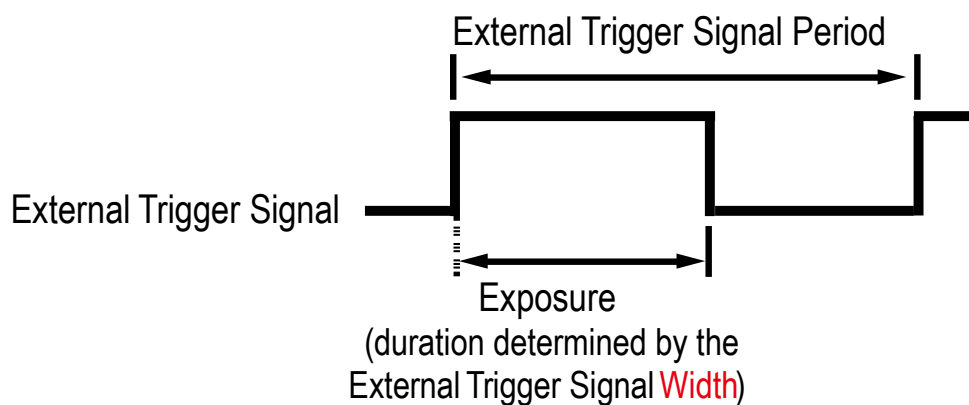 External Trigger Signal Period
External Trigger Signal
Exposure
(duration determined by the
External Trigger Signal Width)